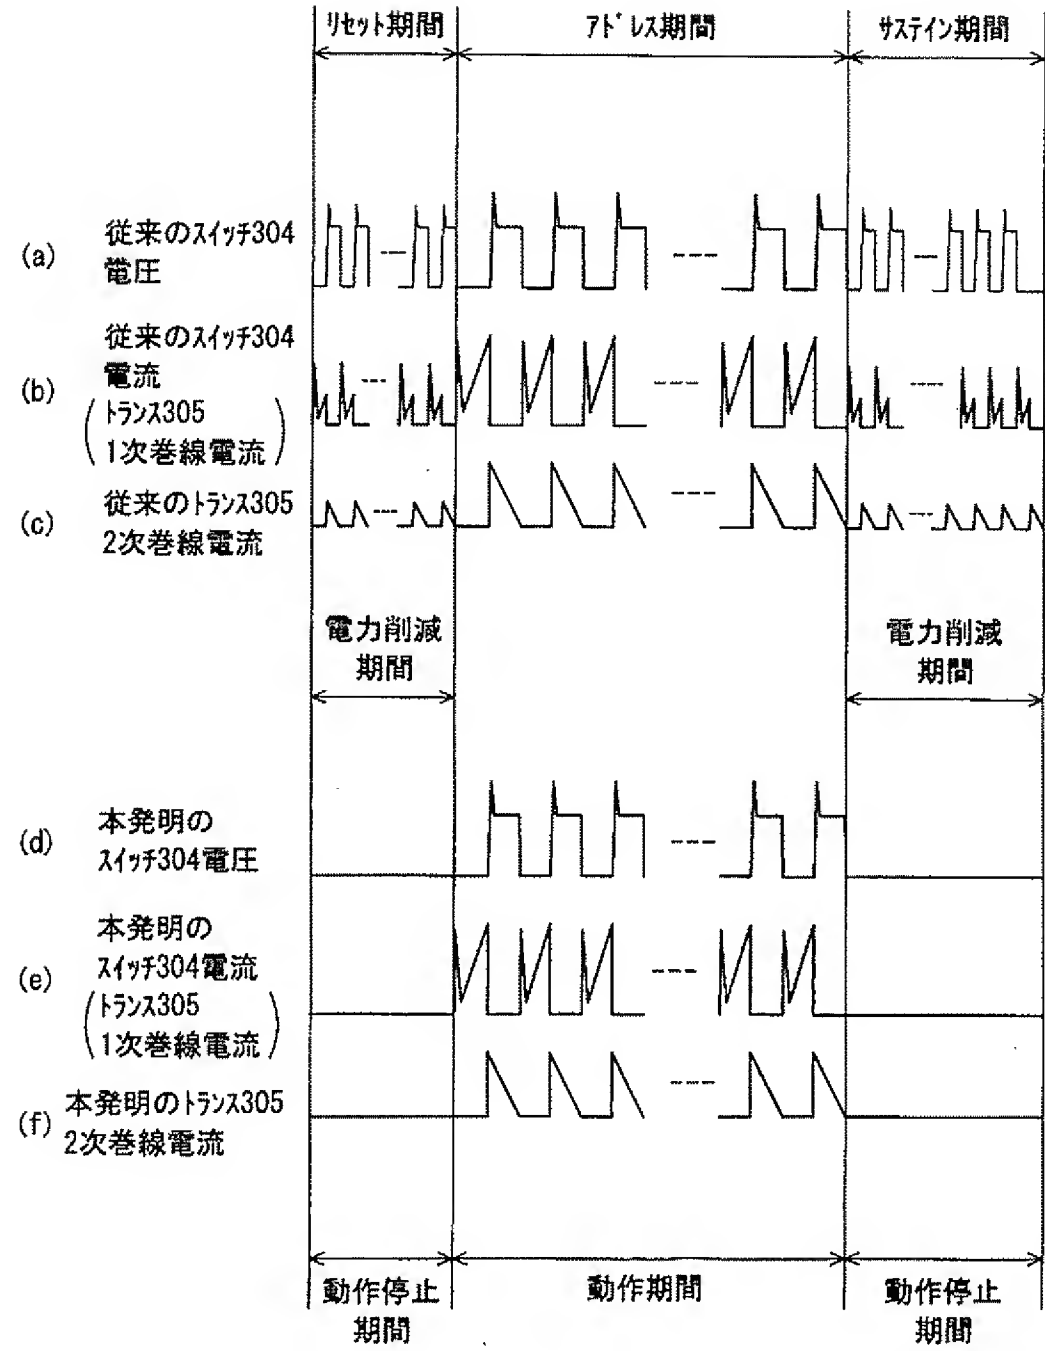 リセット期間
アドレス期間
サステイン期間
(a)
従来のスイッチ304
電圧
(b)
従来のスイッチ304
電流
(トランス305
1次巻線電流)
(c)
従来のトランス305
2次巻線電流
電力削減
期間
電力削減
期間
(d)
本発明の
スイッチ304電圧
(e)
本発明の
スイッチ304電流
(トランス305
1次巻線電流)
(f)
本発明のトランス305
2次巻線電流
動作停止
期間
動作期間
動作停止
期間